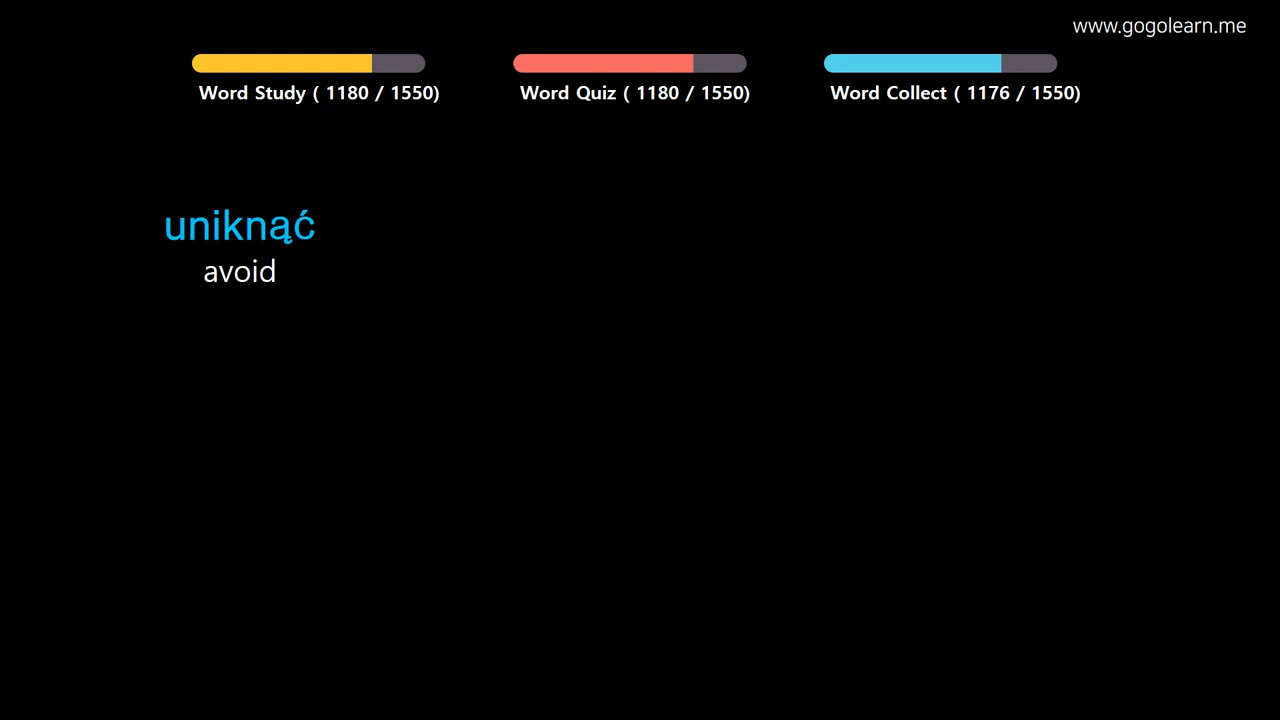 www.gogolearn.me
Word Study ( 1180 / 1550)
Word Quiz ( 1180 / 1550)
Word Collect ( 1176 / 1550)
uniknąć
avoid